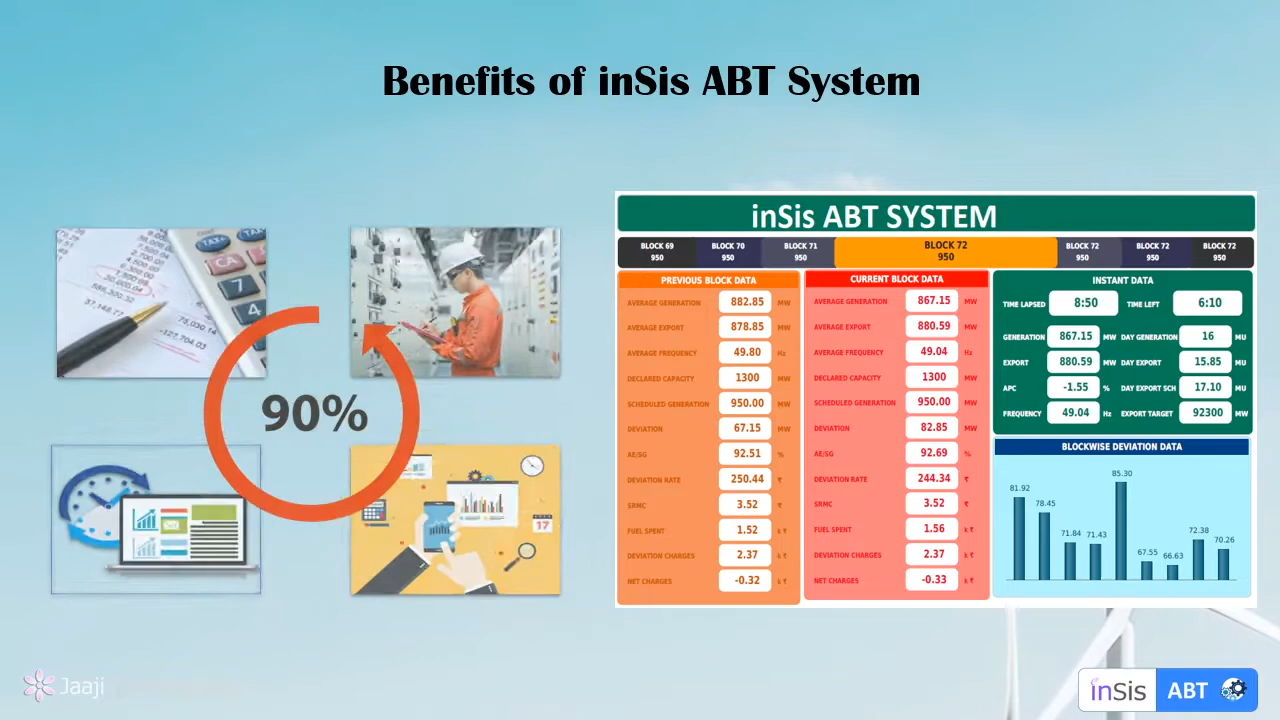 Benefits of inSis ABT System
90%
TAX-
TAX+
CM
7
4
17
inSis ABT SYSTEM
BLOCK 69
950
BLOCK 70
950
BLOCK 71
950
BLOCK 72
950
BLOCK 72
950
BLOCK 72
950
BLOCK 72
950
PREVIOUS BLOCK DATA
AVERAGE GENERATION 882.85 MW
AVERAGE EXPORT 878.85 MW
AVERAGE FREQUENCY 49.80 Hz
DECLARED CAPACITY 1300 MW
SCHEDULED GENERATION 950.00 MW
DEVIATION 67.15 MW
AE/SG 92.51 %
DEVIATION RATE 250.44 ₹
SRMC 3.52 ₹
FUEL SPENT 1.52 k ₹
DEVIATION CHARGES 2.37 k ₹
NET CHARGES -0.32 k ₹
CURRENT BLOCK DATA
AVERAGE GENERATION 867.15 MW
AVERAGE EXPORT 880.59 MW
AVERAGE FREQUENCY 49.04 Hz
DECLARED CAPACITY 1300 MW
SCHEDULED GENERATION 950.00 MW
DEVIATION 82.85 MW
AE/SG 92.69 %
DEVIATION RATE 244.34 ₹
SRMC 3.52 ₹
FUEL SPENT 1.56 k ₹
DEVIATION CHARGES 2.37 k ₹
NET CHARGES -0.33 k ₹
INSTANT DATA
TIME LAPSED 8:50 TIME LEFT 6:10
GENERATION 867.15 MW DAY GENERATION 16 MU
EXPORT 880.59 MW DAY EXPORT 15.85 MU
APC -1.55 % DAY EXPORT SCH 17.10 MU
FREQUENCY 49.04 Hz EXPORT TARGET 92300 MW
BLOCKWISE DEVIATION DATA
81.92 78.45 71.84 71.43 85.30 67.55 66.63 72.38 70.26
Jaaji
inSis ABT